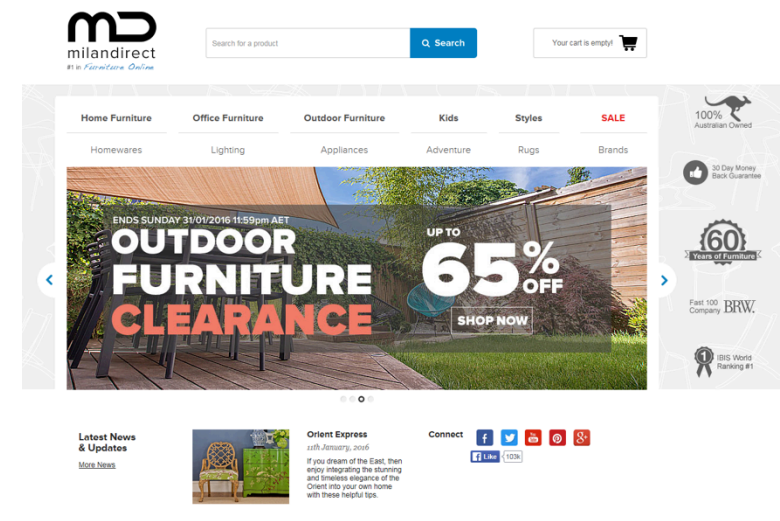 milandirect
#1 in Furniture Online
Search for a product
Search
Your cart is empty!
Home Furniture
Office Furniture
Outdoor Furniture
Kids
Styles
SALE
Homewares
Lighting
Appliances
Adventure
Rugs
Brands
ENDS SUNDAY 31/01/2016 11:59pm AET
OUTDOOR
FURNITURE
CLEARANCE
UP TO
65%
OFF
SHOP NOW
100%
Australian Owned
30 Day Money
Back Guarantee
60
Years of Furniture
Fast 100
Company BRW.
1
IBIS World
Ranking #1
Latest News
& Updates
More News
Orient Express
11th January, 2016
If you dream of the East, then
enjoy integrating the stunning
and timeless elegance of the
Orient into your own home
with these helpful tips.
Connect
Like
103k